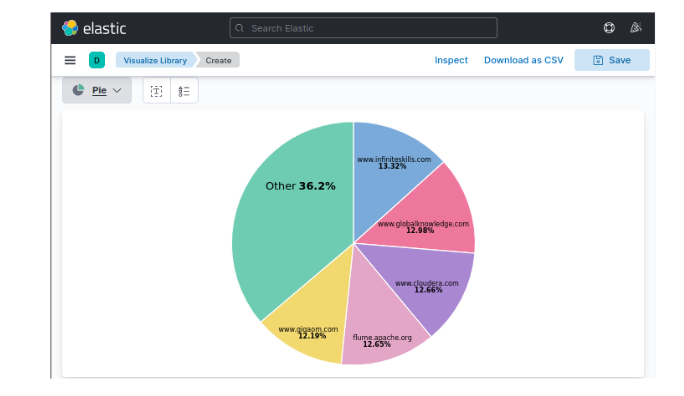 elastic
Search Elastic
D
Visualize Library
Create
Inspect
Download as CSV
Save
Pie
www.infiniteskills.com
13.32%
Other 36.2%
www.globalknowledge.com
12.98%
www.cloudera.com
12.66%
www.gigaom.com
12.19%
flume.apache.org
12.65%